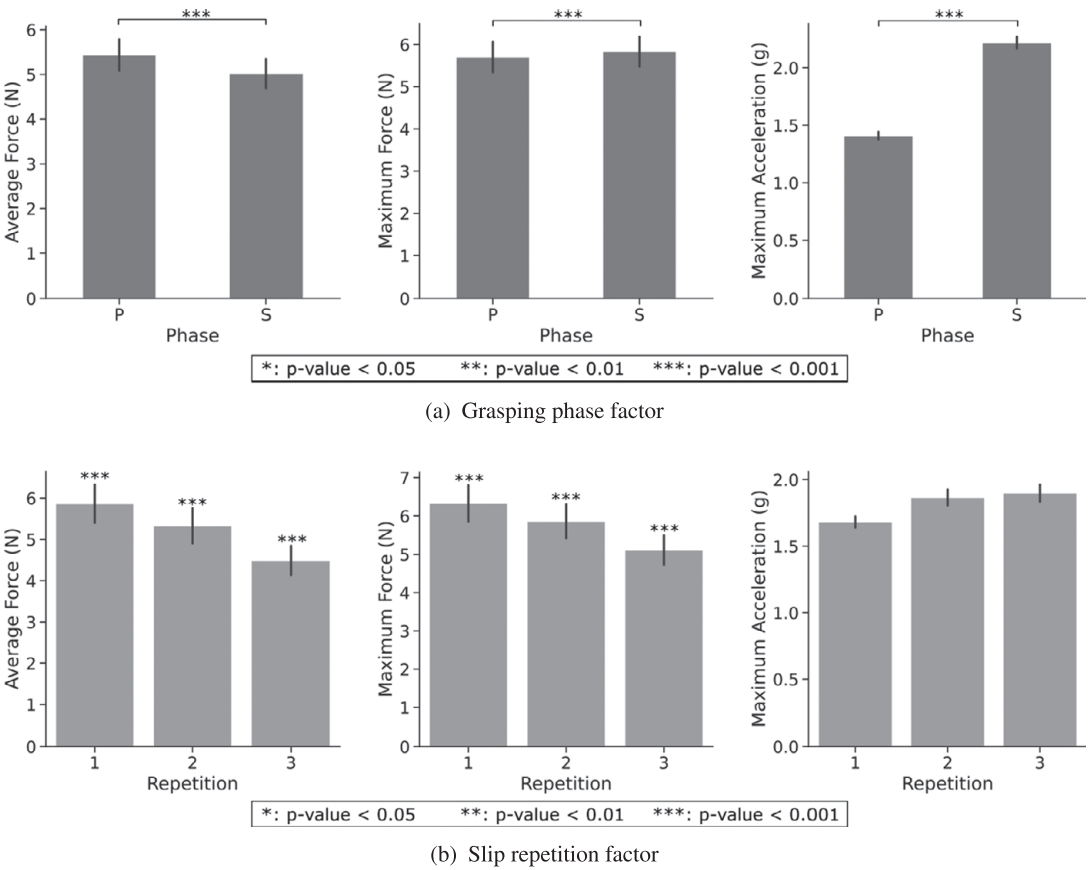 ***
***
***
6
5
4
3
2
1
0
Average Force (N)
P
S
Phase
6
5
4
3
2
1
0
Maximum Force (N)
P
S
Phase
2.0
1.5
1.0
0.5
0.0
Maximum Acceleration (g)
P
S
Phase
*: p-value < 0.05 **: p-value < 0.01 ***: p-value < 0.001
(a) Grasping phase factor
***
***
***
6
5
4
3
2
1
0
Average Force (N)
1
2
3
Repetition
***
***
***
7
6
5
4
3
2
1
0
Maximum Force (N)
1
2
3
Repetition
2.0
1.5
1.0
0.5
0.0
Maximum Acceleration (g)
1
2
3
Repetition
*: p-value < 0.05 **: p-value < 0.01 ***: p-value < 0.001
(b) Slip repetition factor